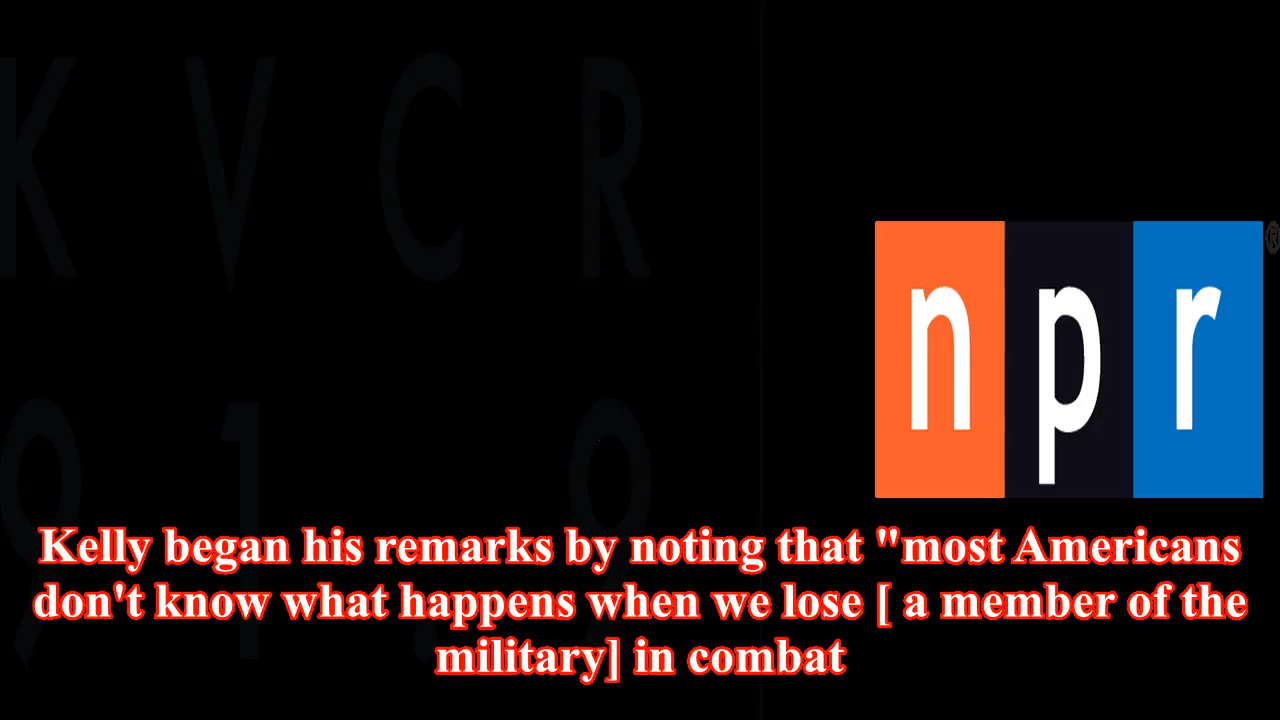 K V C R
91.9
npr
®
Kelly began his remarks by noting that "most Americans
don't know what happens when we lose [ a member of the
military] in combat